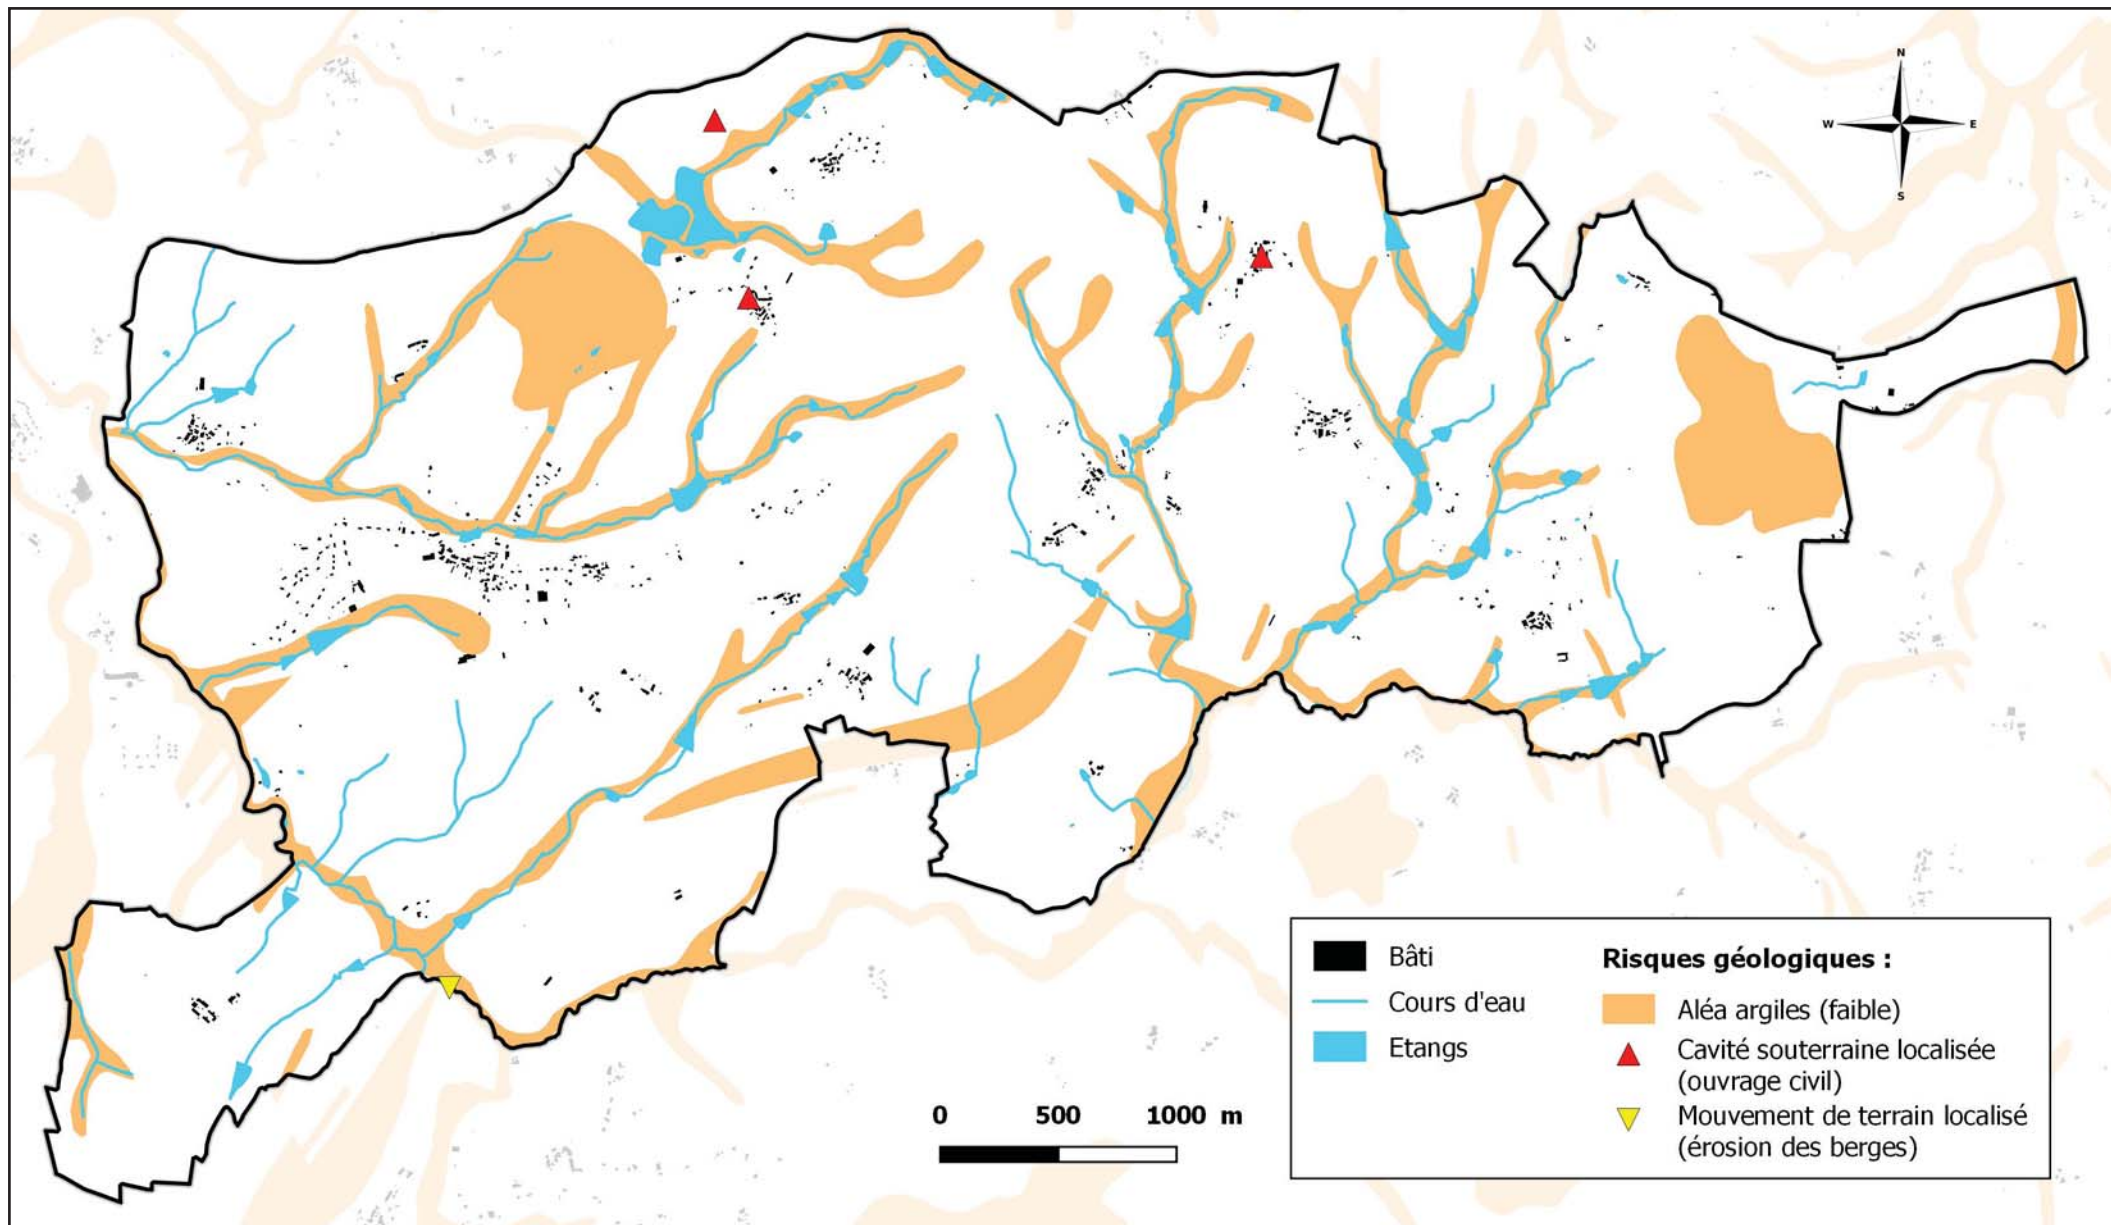 N
W E
S
Bâti
Cours d'eau
Etangs
Risques géologiques :
Aléa argiles (faible)
Cavité souterraine localisée
(ouvrage civil)
Mouvement de terrain localisé
(érosion des berges)
0 500 1000 m